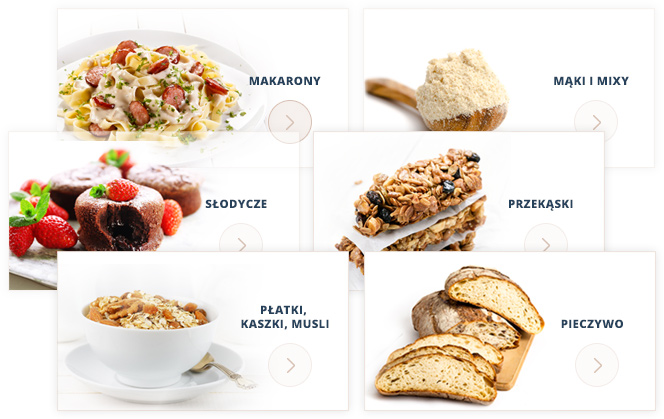 MAKARONY
MĄKI I MIXY
SŁODYCZE
PRZEKĄSKI
PŁATKI,
KASZKI, MUSLI
PIECZYWO